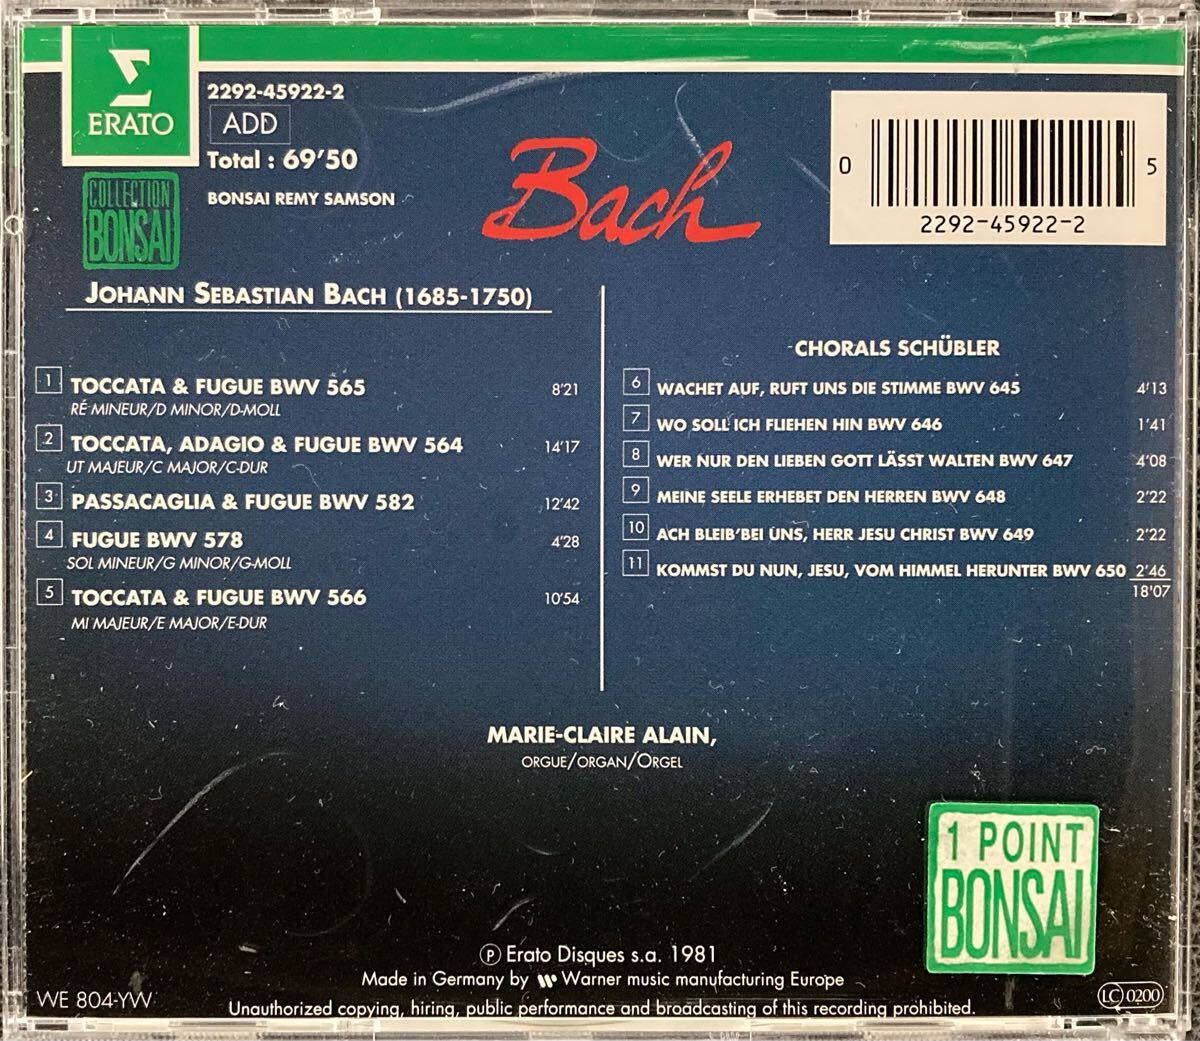 ERATO
2292-45922-2
ADD
Total : 69'50
BONSAI REMY SAMSON
COLLECTION
BONSAI
Bach
0 5
2292-45922-2
JOHANN SEBASTIAN BACH (1685-1750)
1 TOCCATA & FUGUE BWV 565 8'21
RÉ MINEUR/D MINOR/D-MOLL
2 TOCCATA, ADAGIO & FUGUE BWV 564 14'17
UT MAJEUR/C MAJOR/C-DUR
3 PASSACAGLIA & FUGUE BWV 582 12'42
4 FUGUE BWV 578 4'28
SOL MINEUR/G MINOR/G-MOLL
5 TOCCATA & FUGUE BWV 566 10'54
MI MAJEUR/E MAJOR/E-DUR
CHORALS SCHÜBLER
6 WACHET AUF, RUFT UNS DIE STIMME BWV 645 4'13
7 WO SOLL ICH FLIEHEN HIN BWV 646 1'41
8 WER NUR DEN LIEBEN GOTT LÄSST WALTEN BWV 647 4'08
9 MEINE SEELE ERHEBET DEN HERREN BWV 648 2'22
10 ACH BLEIB'BEI UNS, HERR JESU CHRIST BWV 649 2'22
11 KOMMST DU NUN, JESU, VOM HIMMEL HERUNTER BWV 650 2'46
18'07
MARIE-CLAIRE ALAIN,
ORGUE/ORGAN/ORGEL
1 POINT
BONSAI
Ⓟ Erato Disques s.a. 1981
Made in Germany by Warner music manufacturing Europe
WE 804-YW
Unauthorized copying, hiring, public performance and broadcasting of this recording prohibited.
LC 0200